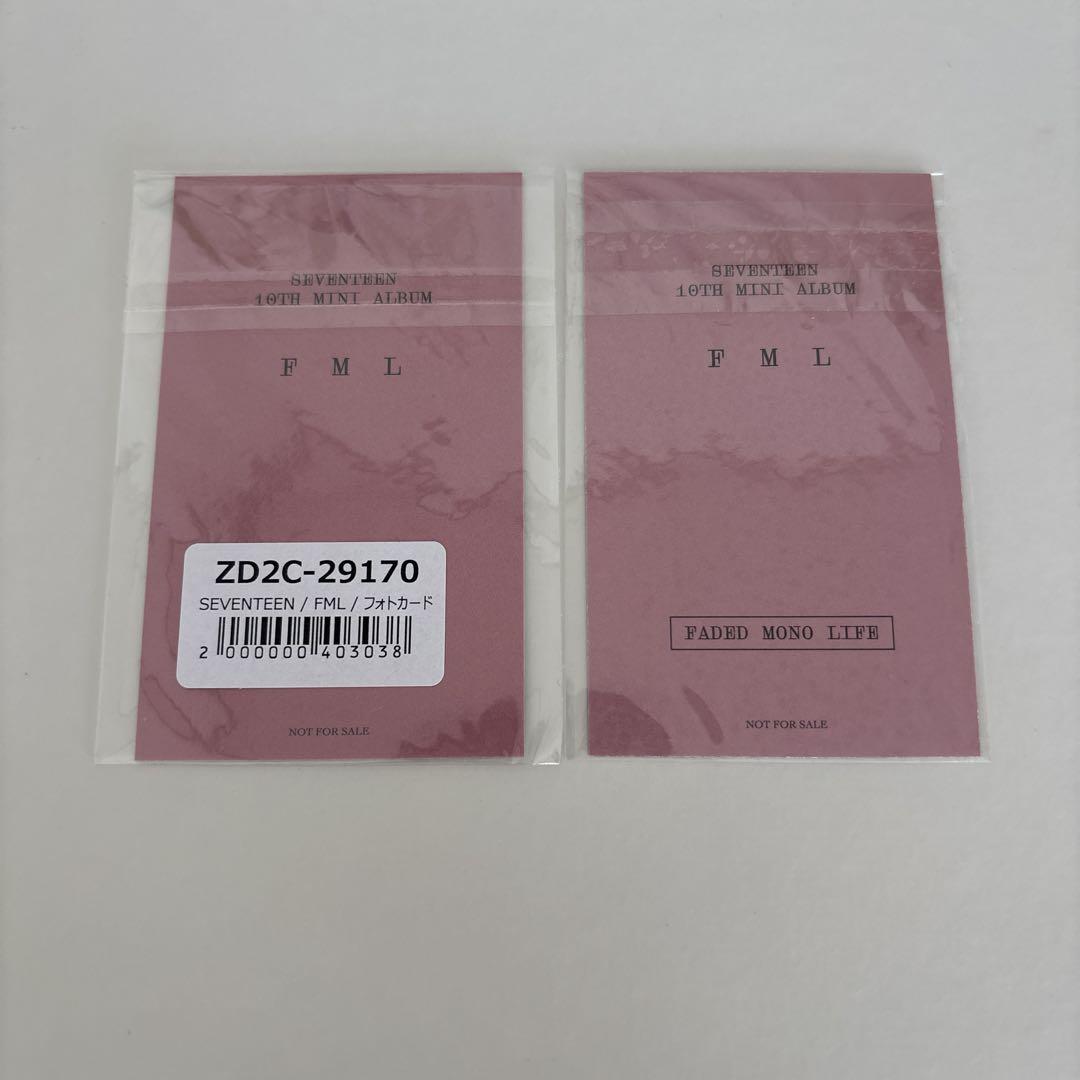 SEVENTEEN
10TH MINI ALBUM
F M L
ZD2C-29170
SEVENTEEN / FML / フォトカード
2 000000 403038
NOT FOR SALE
SEVENTEEN
10TH MINI ALBUM
F M L
FADED MONO LIFE
NOT FOR SALE